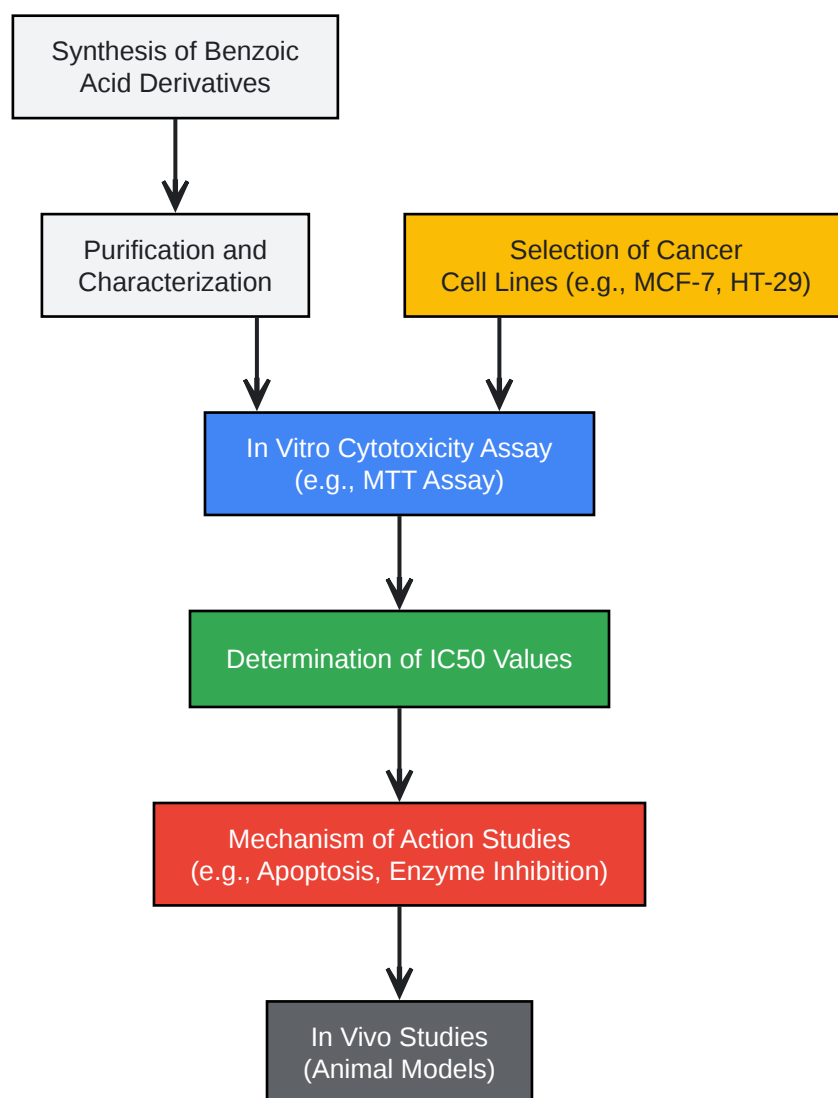 Synthesis of Benzoic
Acid Derivatives
Purification and
Characterization
Selection of Cancer
Cell Lines (e.g., MCF-7, HT-29)
In Vitro Cytotoxicity Assay
(e.g., MTT Assay)
Determination of IC50 Values
Mechanism of Action Studies
(e.g., Apoptosis, Enzyme Inhibition)
In Vivo Studies
(Animal Models)